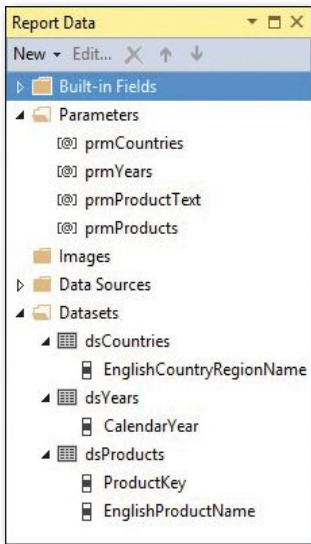 Report Data
New Edit...
Built-in Fields
Parameters
[@] prmCountries
[@] prmYears
[@] prmProductText
[@] prmProducts
Images
Data Sources
Datasets
dsCountries
EnglishCountryRegionName
dsYears
CalendarYear
dsProducts
ProductKey
EnglishProductName